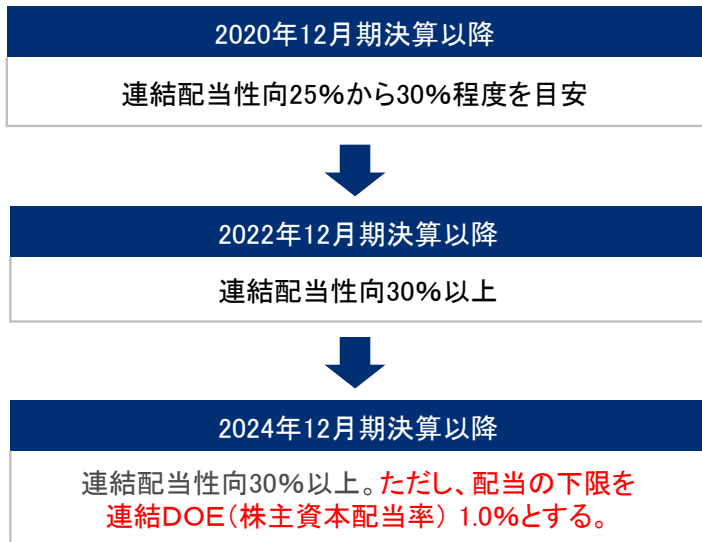 2020年12月期決算以降
連結配当性向25%から30%程度を目安
2022年12月期決算以降
連結配当性向30%以上
2024年12月期決算以降
連結配当性向30%以上。ただし、配当の下限を
連結DOE(株主資本配当率) 1.0%とする。